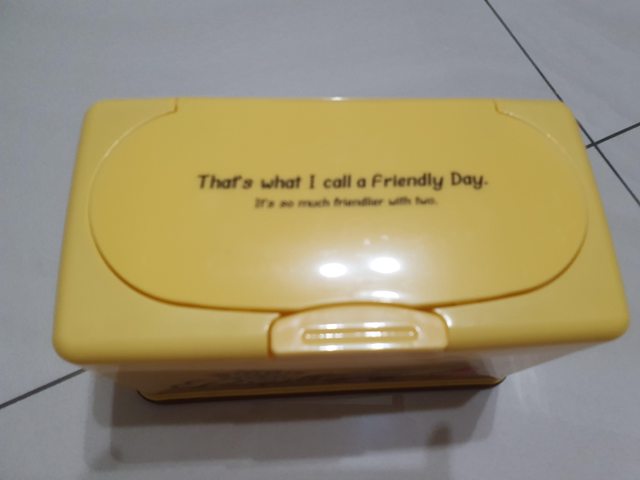 That's what I call a Friendly Day.
It's so much friendlier with two.